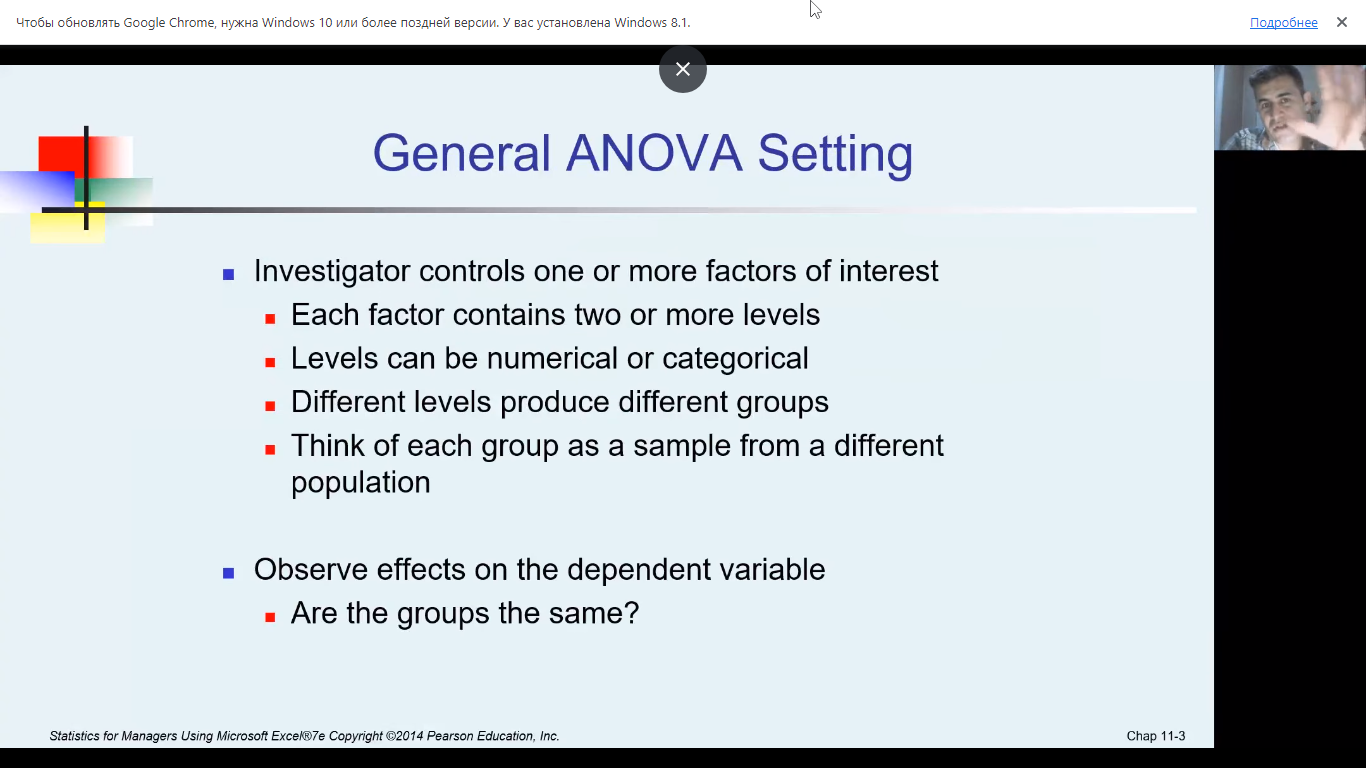 Чтобы обновлять Google Chrome, нужна Windows 10 или более поздней версии. У вас установлена Windows 8.1.
Подробнее
General ANOVA Setting
Investigator controls one or more factors of interest
Each factor contains two or more levels
Levels can be numerical or categorical
Different levels produce different groups
Think of each group as a sample from a different
population
Observe effects on the dependent variable
Are the groups the same?
Statistics for Managers Using Microsoft Excel®7e Copyright ©2014 Pearson Education, Inc.
Chap 11-3